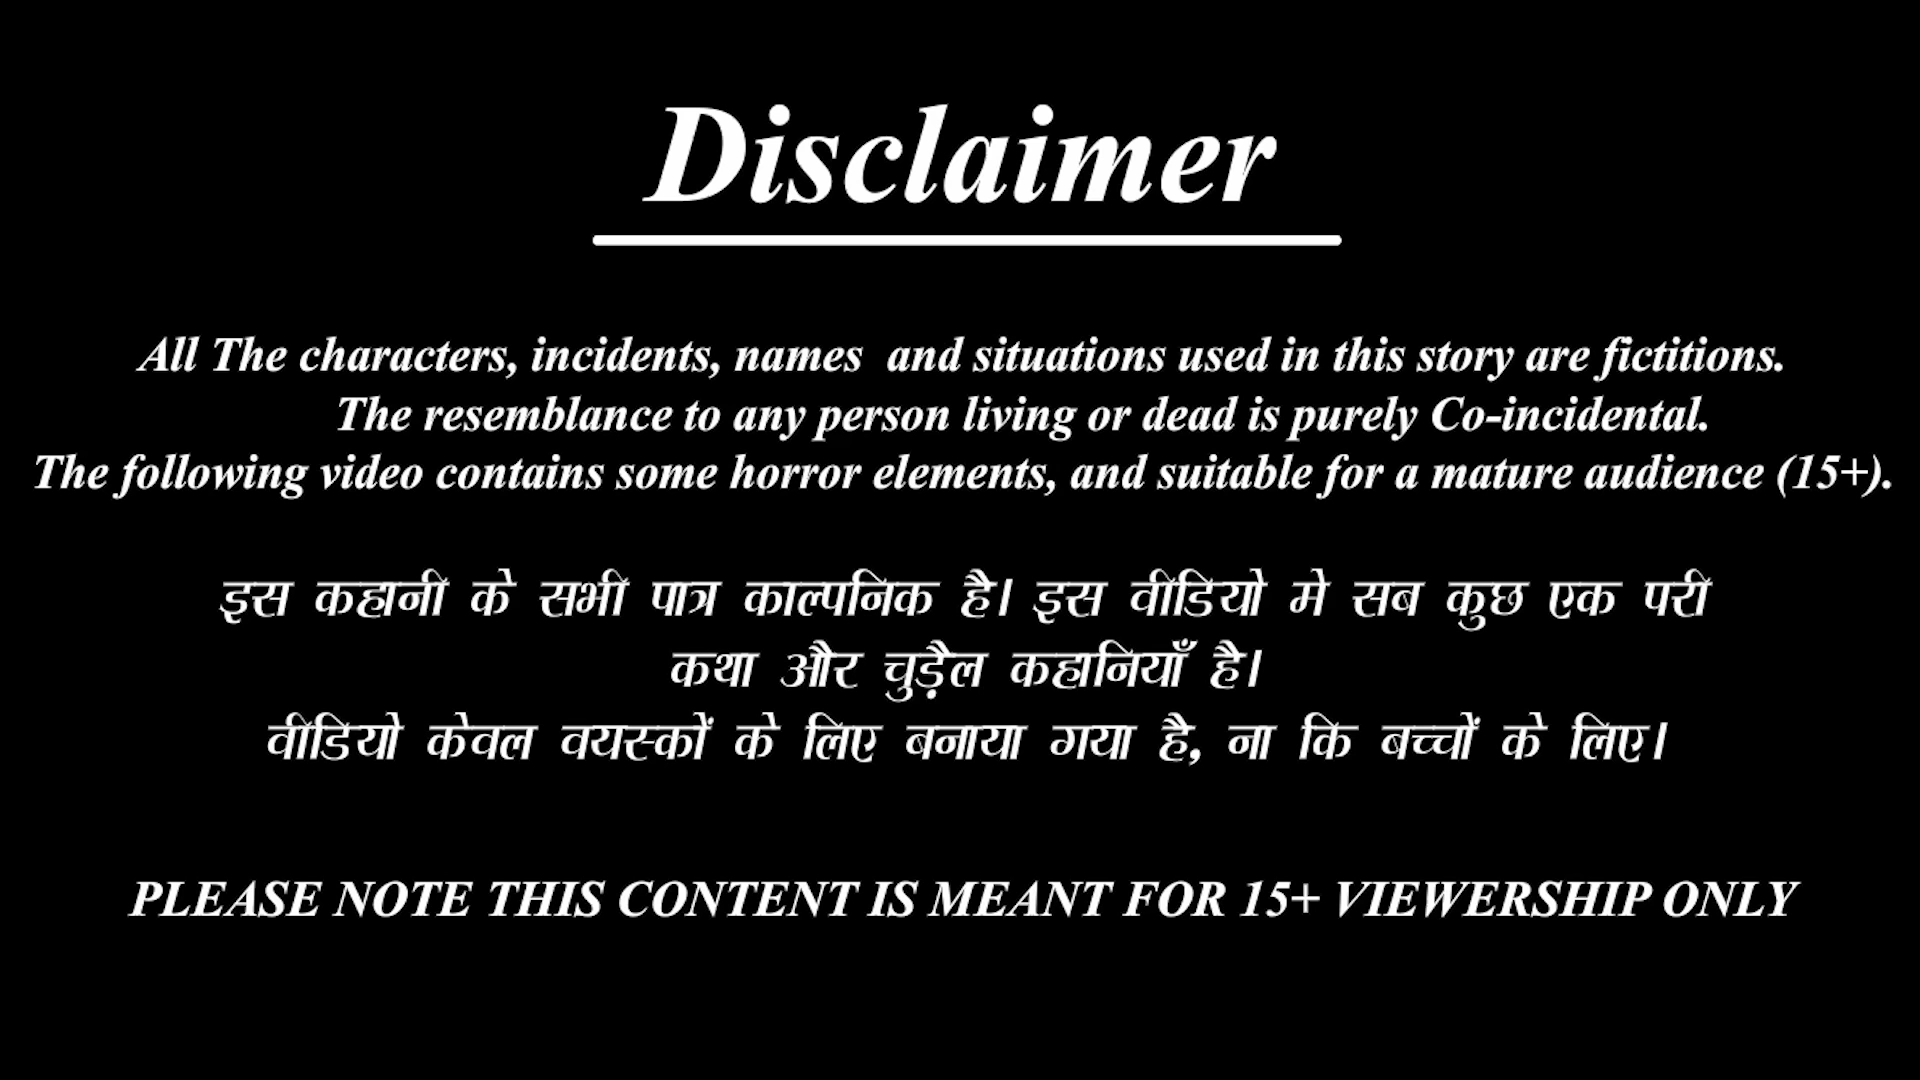 Disclaimer
All The characters, incidents, names and situations used in this story are fictitions.
The resemblance to any person living or dead is purely Co-incidental.
The following video contains some horror elements, and suitable for a mature audience (15+).
इस कहानी के सभी पात्र काल्पनिक है। इस वीडियो मे सब कुछ एक परी
कथा और चुड़ैल कहानियाँ है।
वीडियो केवल वयस्कों के लिए बनाया गया है, ना कि बच्चों के लिए।
PLEASE NOTE THIS CONTENT IS MEANT FOR 15+ VIEWERSHIP ONLY